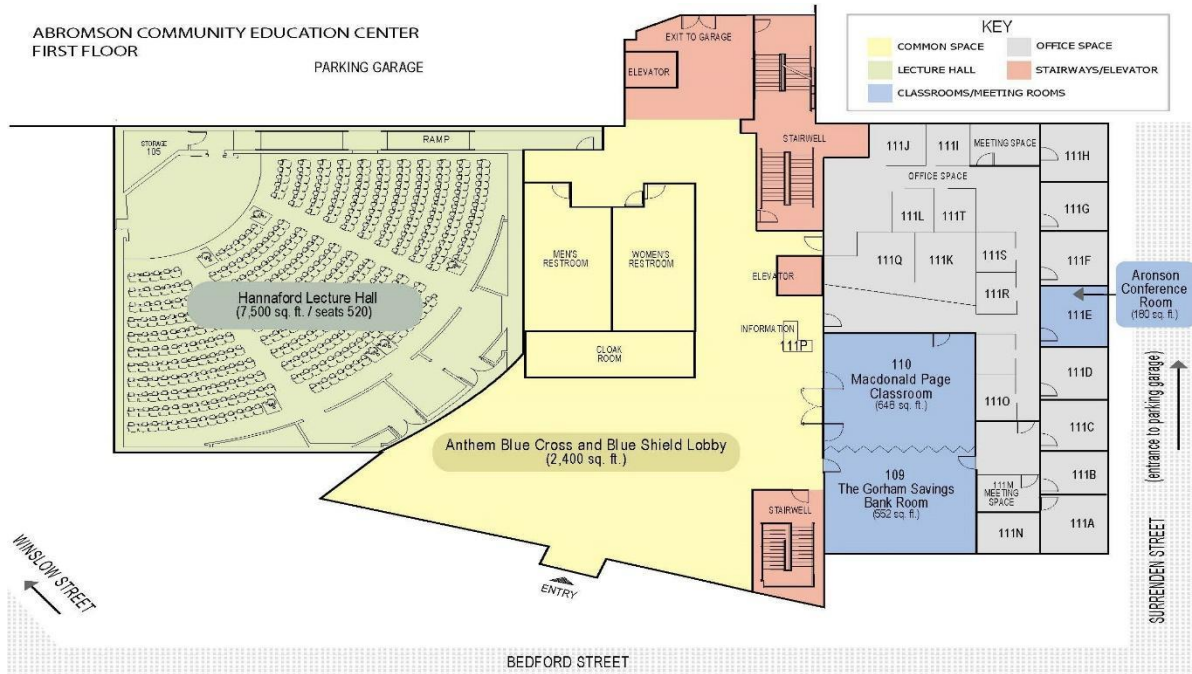 ABROMSON COMMUNITY EDUCATION CENTER
FIRST FLOOR
PARKING GARAGE
EXIT TO GARAGE
ELEVATOR
KEY
COMMON SPACE
OFFICE SPACE
LECTURE HALL
STAIRWAYS/ELEVATOR
CLASSROOMS/MEETING ROOMS
STORAGE
105
RAMP
STAIRWELL
111J
111I
MEETING SPACE
111H
OFFICE SPACE
111G
111L
111T
MEN'S
RESTROOM
WOMEN'S
RESTROOM
111Q
111K
111S
111F
ELEVATOR
111R
Aronson
Conference
Room
(180 sq. ft.)
111E
Hannaford Lecture Hall
(7,500 sq. ft. / seats 520)
INFORMATION
111P
CLOAK
ROOM
110
Macdonald Page
Classroom
(648 sq. ft.)
111D
111O
111C
(entrance to parking garage)
Anthem Blue Cross and Blue Shield Lobby
(2,400 sq. ft.)
109
The Gorham Savings
Bank Room
(552 sq. ft.)
111B
111M
MEETING
SPACE
STAIRWELL
111A
111N
WINSLOW STREET
ENTRY
SURRENDEN STREET
BEDFORD STREET